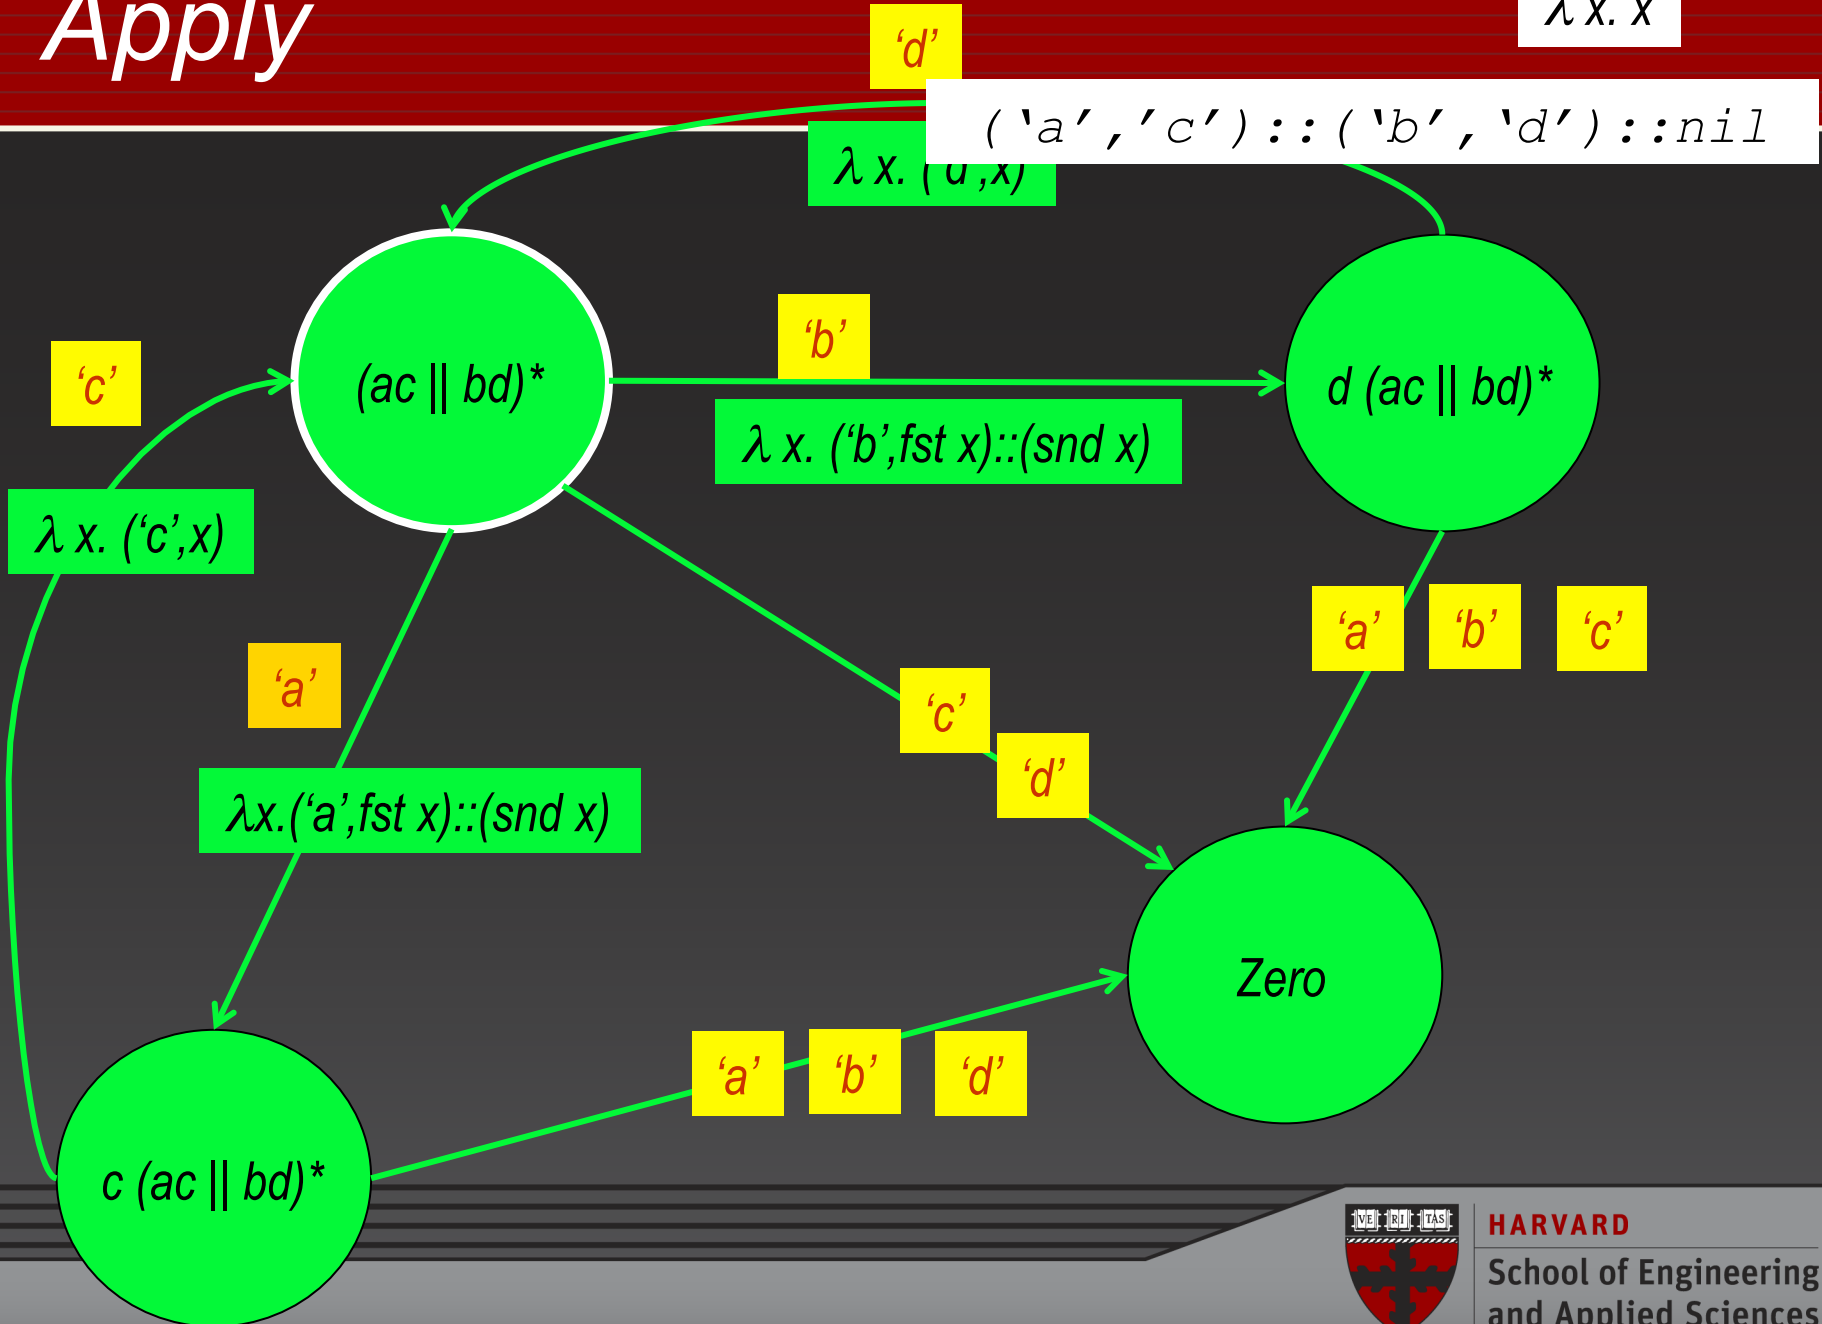 Apply
λ x. x
‘d’
(‘a’,’c’)::(‘b’,‘d’)::nil
λ x. (‘d’,x)
‘b’
‘c’
(ac || bd)*
d (ac || bd)*
λ x. (‘b’,fst x)::(snd x)
λ x. (‘c’,x)
‘a’ ‘b’ ‘c’
‘a’
‘c’
‘d’
λx.(‘a’,fst x)::(snd x)
Zero
‘a’ ‘b’ ‘d’
c (ac || bd)*
VE RI TAS
HARVARD
School of Engineering
and Applied Sciences